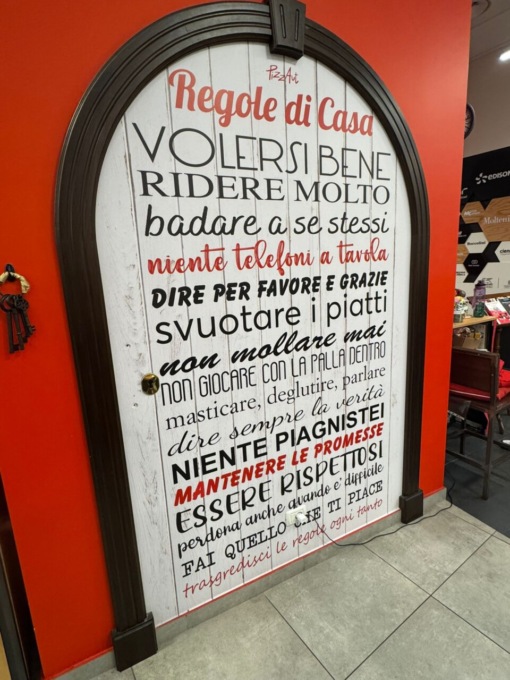 PizzAut
Regole di Casa
VOLERSI BENE
RIDERE MOLTO
badare a se stessi
niente telefoni a tavola
DIRE PER FAVORE E GRAZIE
svuotare i piatti
non mollare mai
NON GIOCARE CON LA PALLA DENTRO
masticare, deglutire, parlare
dire sempre la verità
NIENTE PIAGNISTEI
MANTENERE LE PROMESSE
ESSERE RISPETTOSI
perdona anche quando e' difficile
FAI QUELLO CHE TI PIACE
trasgredisci le regole ogni tanto
EDISON